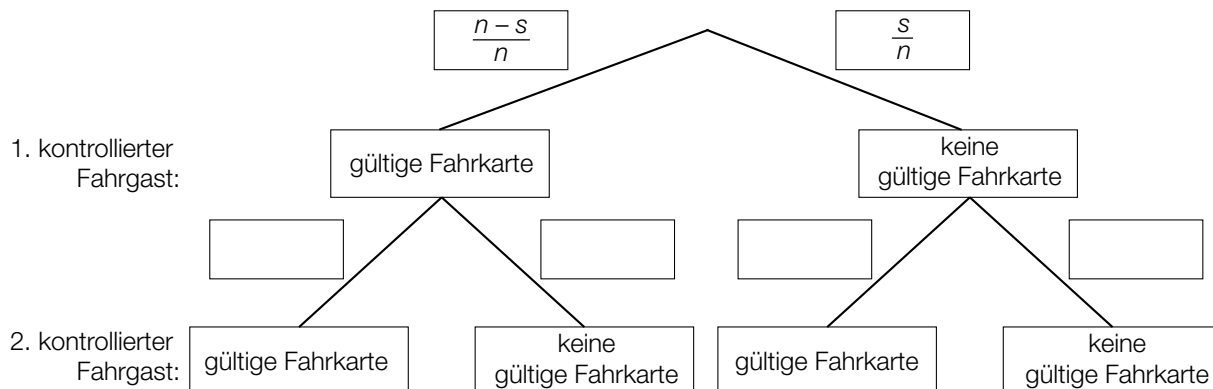 n – s
n
s
n
1. kontrollierter
Fahrgast:
gültige Fahrkarte
keine
gültige Fahrkarte
2. kontrollierter
Fahrgast:
gültige Fahrkarte
keine
gültige Fahrkarte
gültige Fahrkarte
keine
gültige Fahrkarte